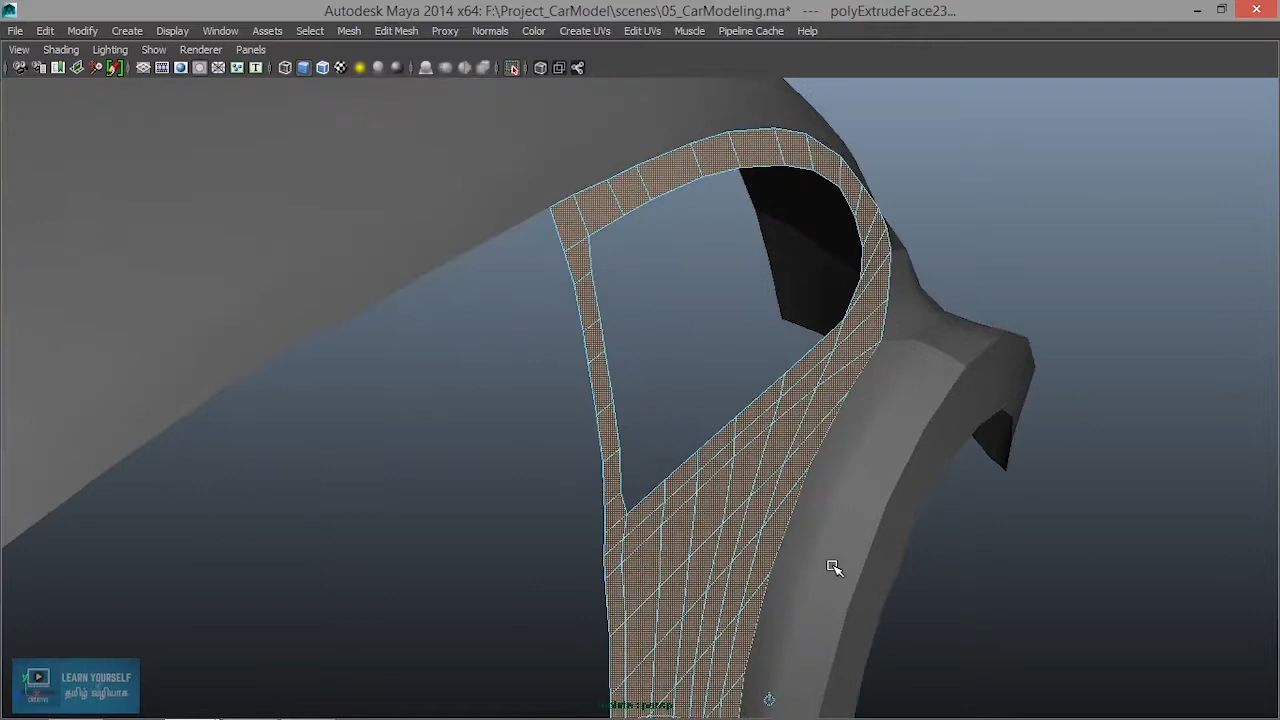 Autodesk Maya 2014 x64: F:\Project_CarModel\scenes\05_CarModeling.ma* --- polyExtrudeFace23...
File Edit Modify Create Display Window Assets Select Mesh Edit Mesh Proxy Normals Color Create UVs Edit UVs Muscle Pipeline Cache Help
View Shading Lighting Show Renderer Panels
LEARN YOURSELF
தமிழ் வழியாக
CREATIVE